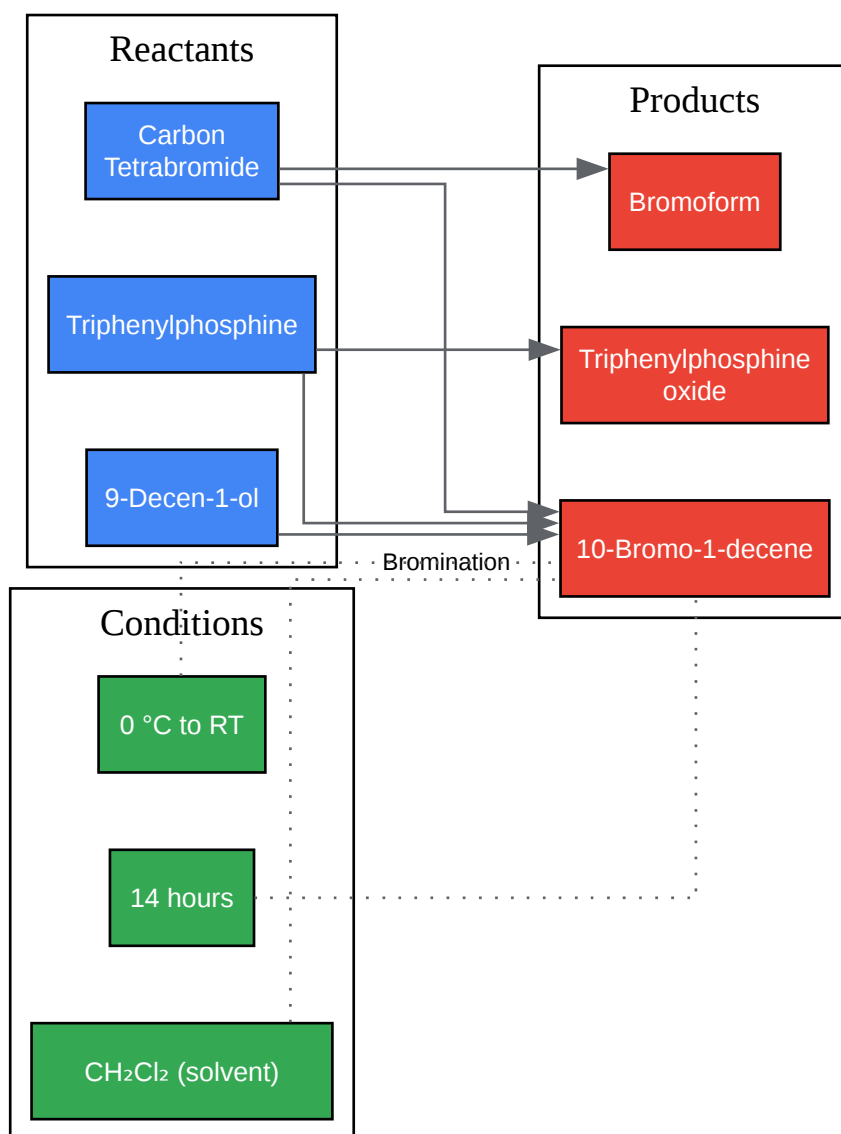 Reactants
Carbon
Tetrabromide
Triphenylphosphine
9-Decen-1-ol
Products
Bromoform
Triphenylphosphine
oxide
10-Bromo-1-decene
Bromination
Conditions
0 °C to RT
14 hours
CH₂Cl₂ (solvent)